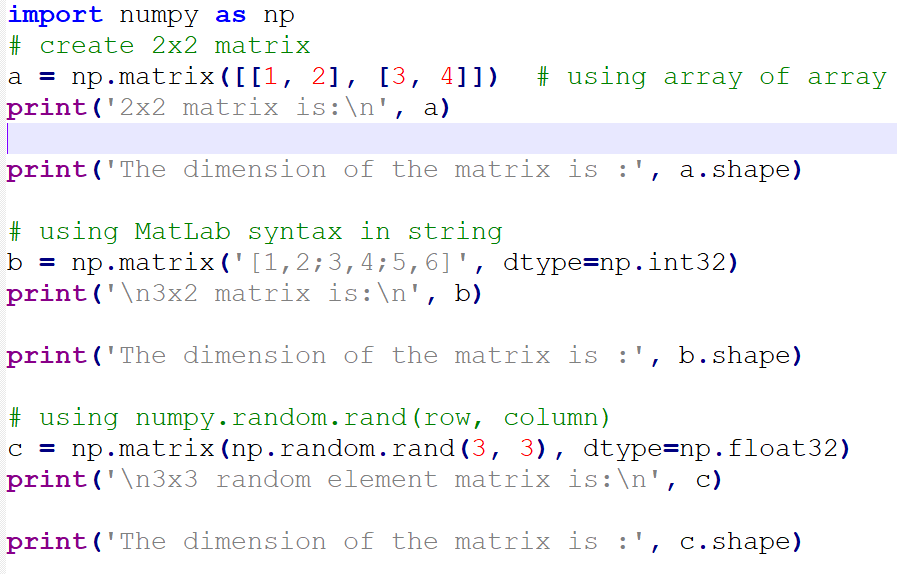 import numpy as np
# create 2x2 matrix
a = np.matrix([[1, 2], [3, 4]])  # using array of array
print('2x2 matrix is:\n', a)
print('The dimension of the matrix is :', a.shape)
# using MatLab syntax in string
b = np.matrix('[1,2;3,4;5,6]', dtype=np.int32)
print('\n3x2 matrix is:\n', b)
print('The dimension of the matrix is :', b.shape)
# using numpy.random.rand(row, column)
c = np.matrix(np.random.rand(3, 3), dtype=np.float32)
print('\n3x3 random element matrix is:\n', c)
print('The dimension of the matrix is :', c.shape)